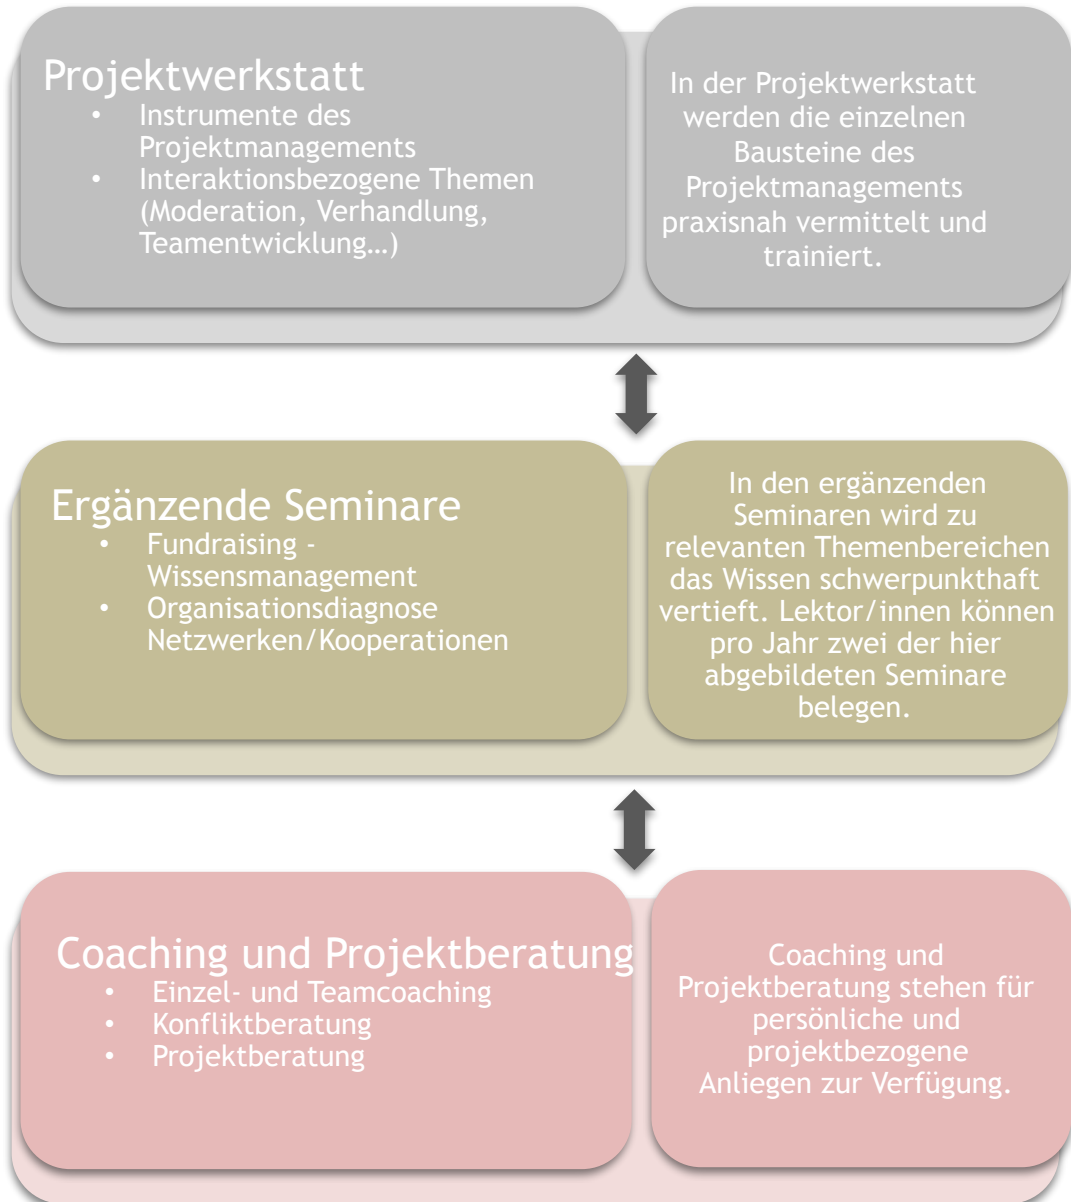 Projektwerkstatt
• Instrumente des
Projektmanagements
• Interaktionsbezogene Themen
(Moderation, Verhandlung,
Teamentwicklung…)
In der Projektwerkstatt
werden die einzelnen
Bausteine des
Projektmanagements
praxisnah vermittelt und
trainiert.
Ergänzende Seminare
• Fundraising -
Wissensmanagement
• Organisationsdiagnose
Netzwerken/Kooperationen
In den ergänzenden
Seminaren wird zu
relevanten Themenbereichen
das Wissen schwerpunkthaft
vertieft. Lektor/innen können
pro Jahr zwei der hier
abgebildeten Seminare
belegen.
Coaching und Projektberatung
• Einzel- und Teamcoaching
• Konfliktberatung
• Projektberatung
Coaching und
Projektberatung stehen für
persönliche und
projektbezogene
Anliegen zur Verfügung.